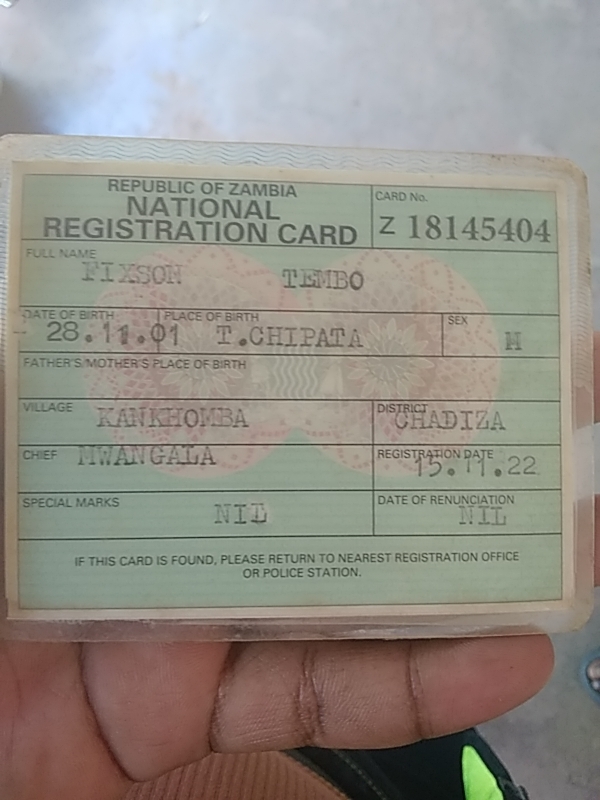 REPUBLIC OF ZAMBIA
NATIONAL
REGISTRATION CARD
CARD No.
Z 18145404
FULL NAME
FIXSON TEMBO
DATE OF BIRTH PLACE OF BIRTH SEX
28.11.01 T.CHIPATA M
FATHER'S/MOTHER'S PLACE OF BIRTH
VILLAGE KANKHOMBA DISTRICT CHADIZA
CHIEF MWANGALA REGISTRATION DATE
15.11.22
SPECIAL MARKS NIL DATE OF RENUNCIATION
NIL
IF THIS CARD IS FOUND, PLEASE RETURN TO NEAREST REGISTRATION OFFICE
OR POLICE STATION.